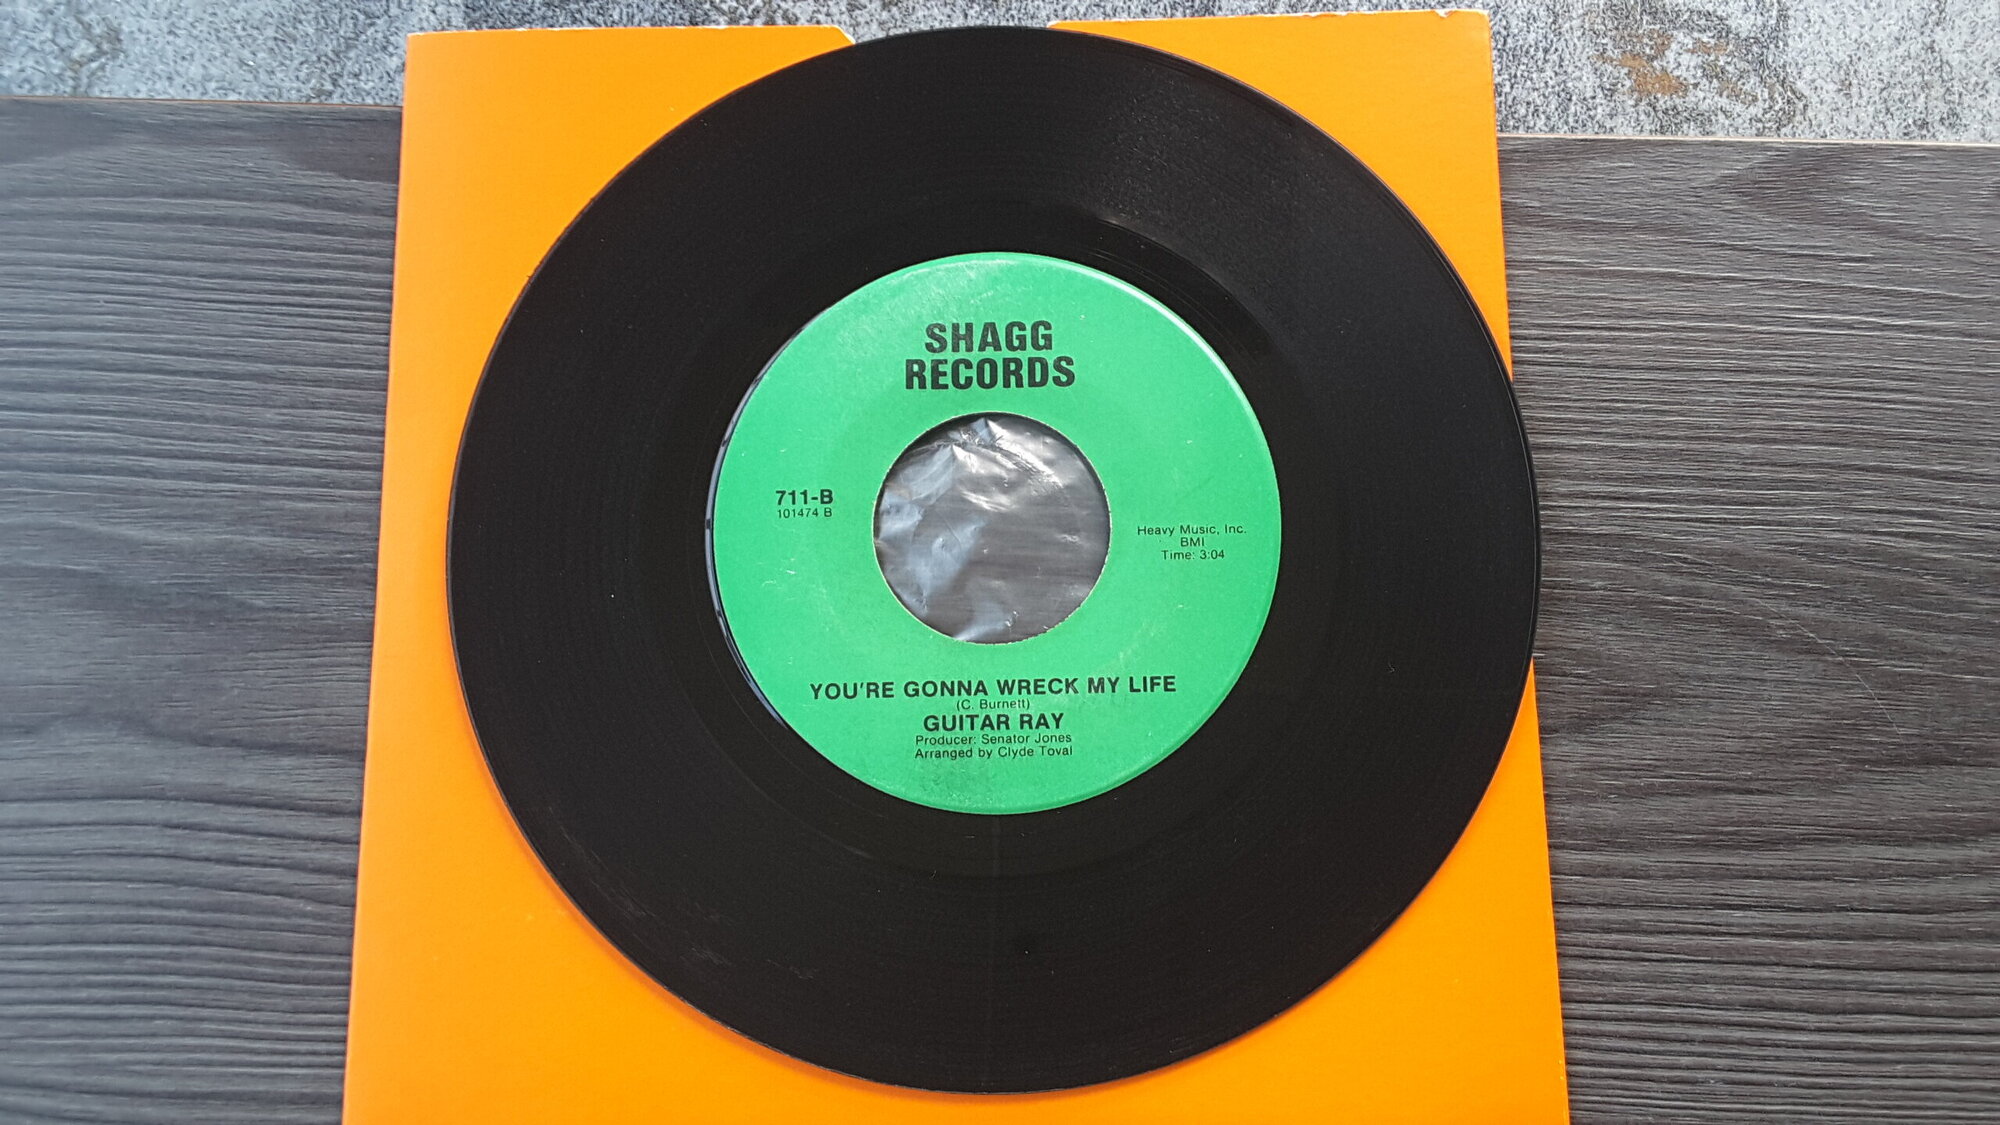 SHAGG
RECORDS
711-B
101474 B
Heavy Music, Inc.
BMI
Time: 3:04
YOU'RE GONNA WRECK MY LIFE
(C. Burnett)
GUITAR RAY
Producer: Senator Jones
Arranged by Clyde Toval